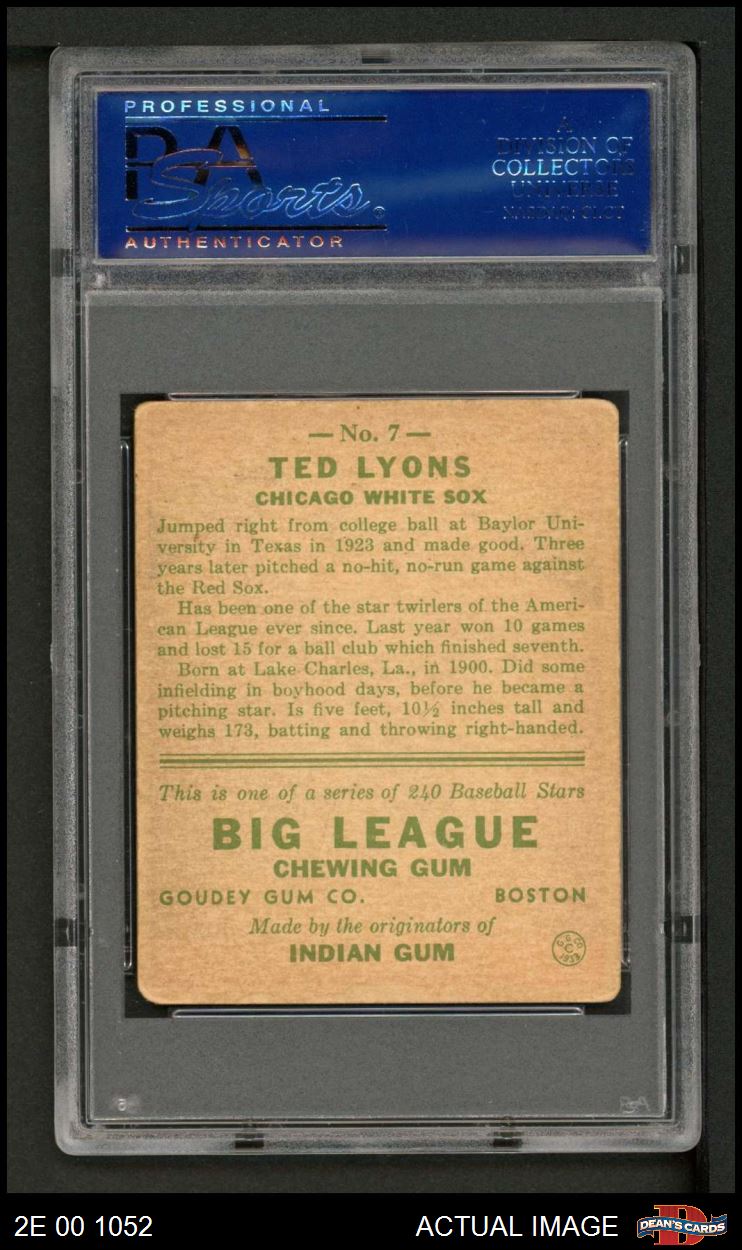 PROFESSIONAL
PSA
Sports
AUTHENTICATOR
A
DIVISION OF
COLLECTORS
UNIVERSE
NASDAQ: CLCT
— No. 7 —
TED LYONS
CHICAGO WHITE SOX
Jumped right from college ball at Baylor Uni-
versity in Texas in 1923 and made good. Three
years later pitched a no-hit, no-run game against
the Red Sox.
Has been one of the star twirlers of the Ameri-
can League ever since. Last year won 10 games
and lost 15 for a ball club which finished seventh.
Born at Lake Charles, La., in 1900. Did some
infielding in boyhood days, before he became a
pitching star. Is five feet, 10½ inches tall and
weighs 173, batting and throwing right-handed.
This is one of a series of 240 Baseball Stars
BIG LEAGUE
CHEWING GUM
GOUDEY GUM CO. BOSTON
Made by the originators of
INDIAN GUM
G.G.CO.
C
1933
PSA
2E 00 1052 ACTUAL IMAGE DEAN'S CARDS